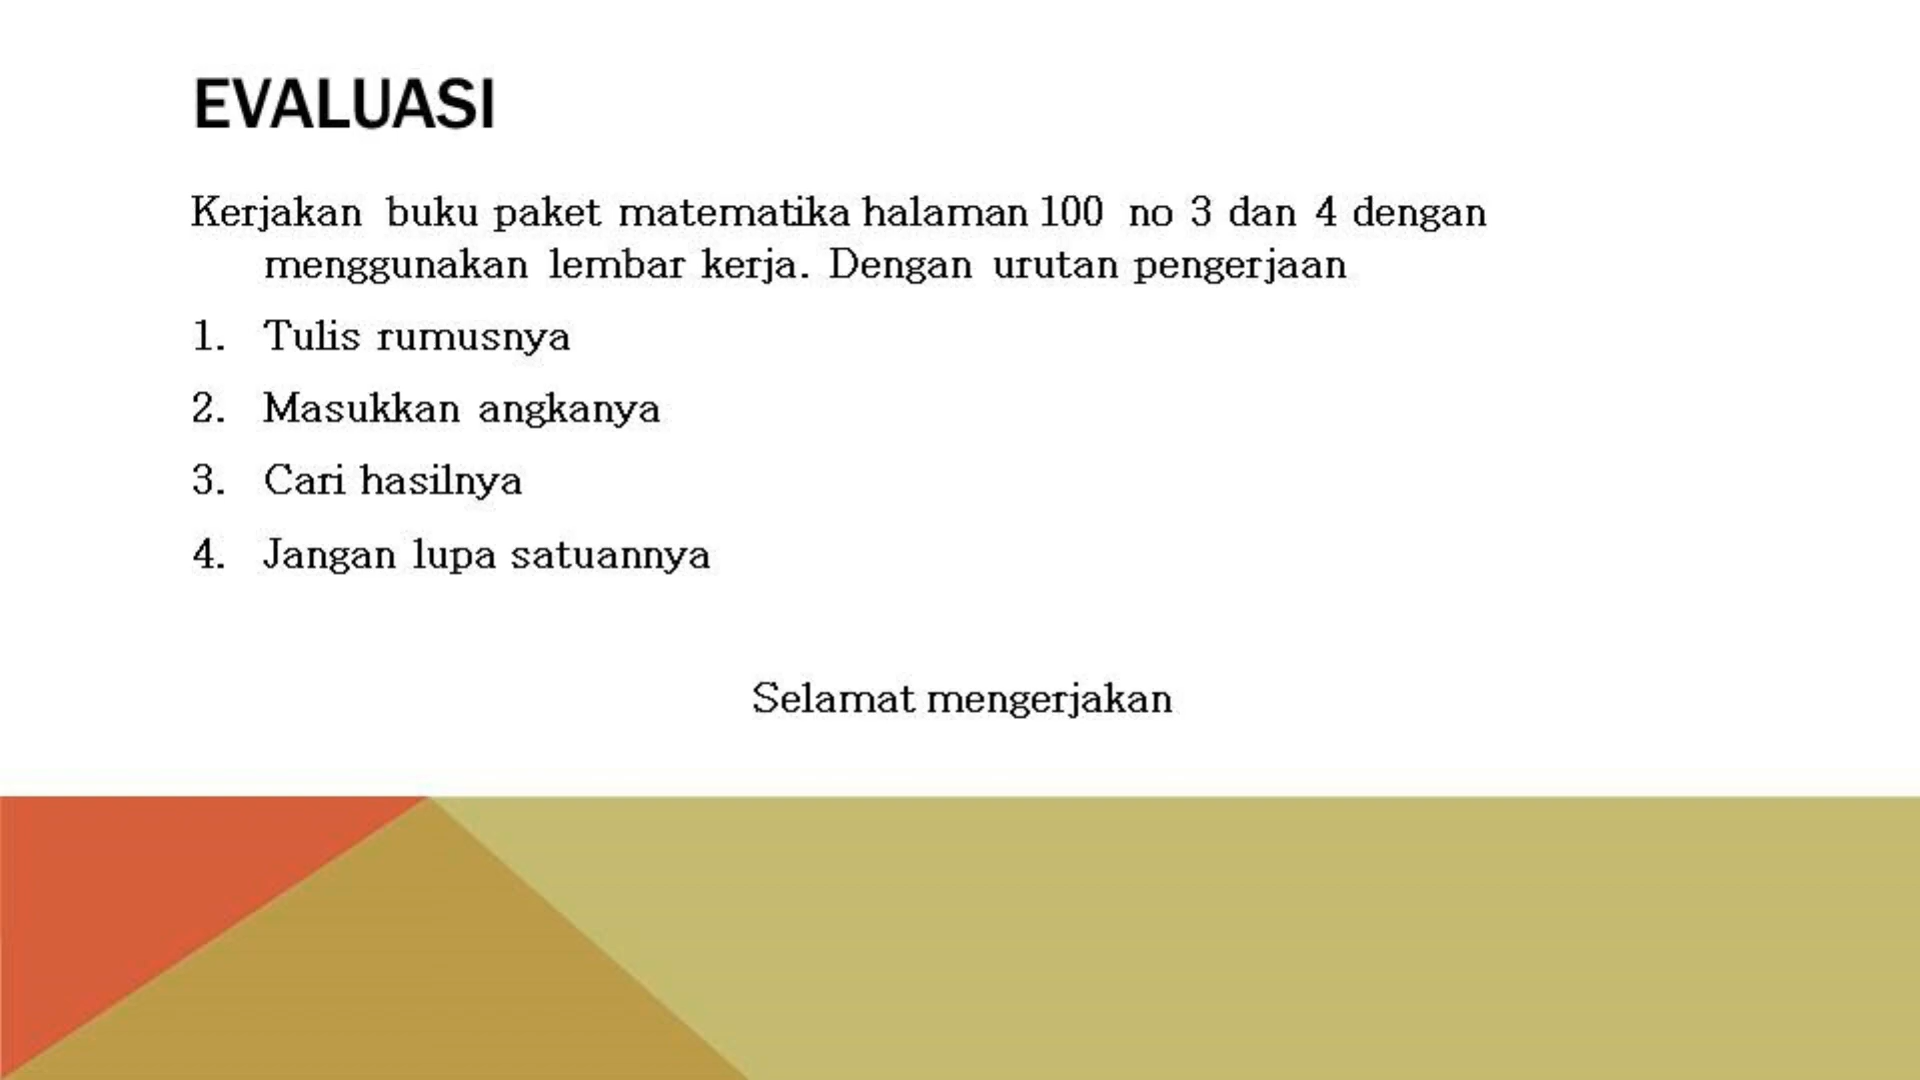 EVALUASI
Kerjakan buku paket matematika halaman 100 no 3 dan 4 dengan
menggunakan lembar kerja. Dengan urutan pengerjaan
1. Tulis rumusnya
2. Masukkan angkanya
3. Cari hasilnya
4. Jangan lupa satuannya
Selamat mengerjakan